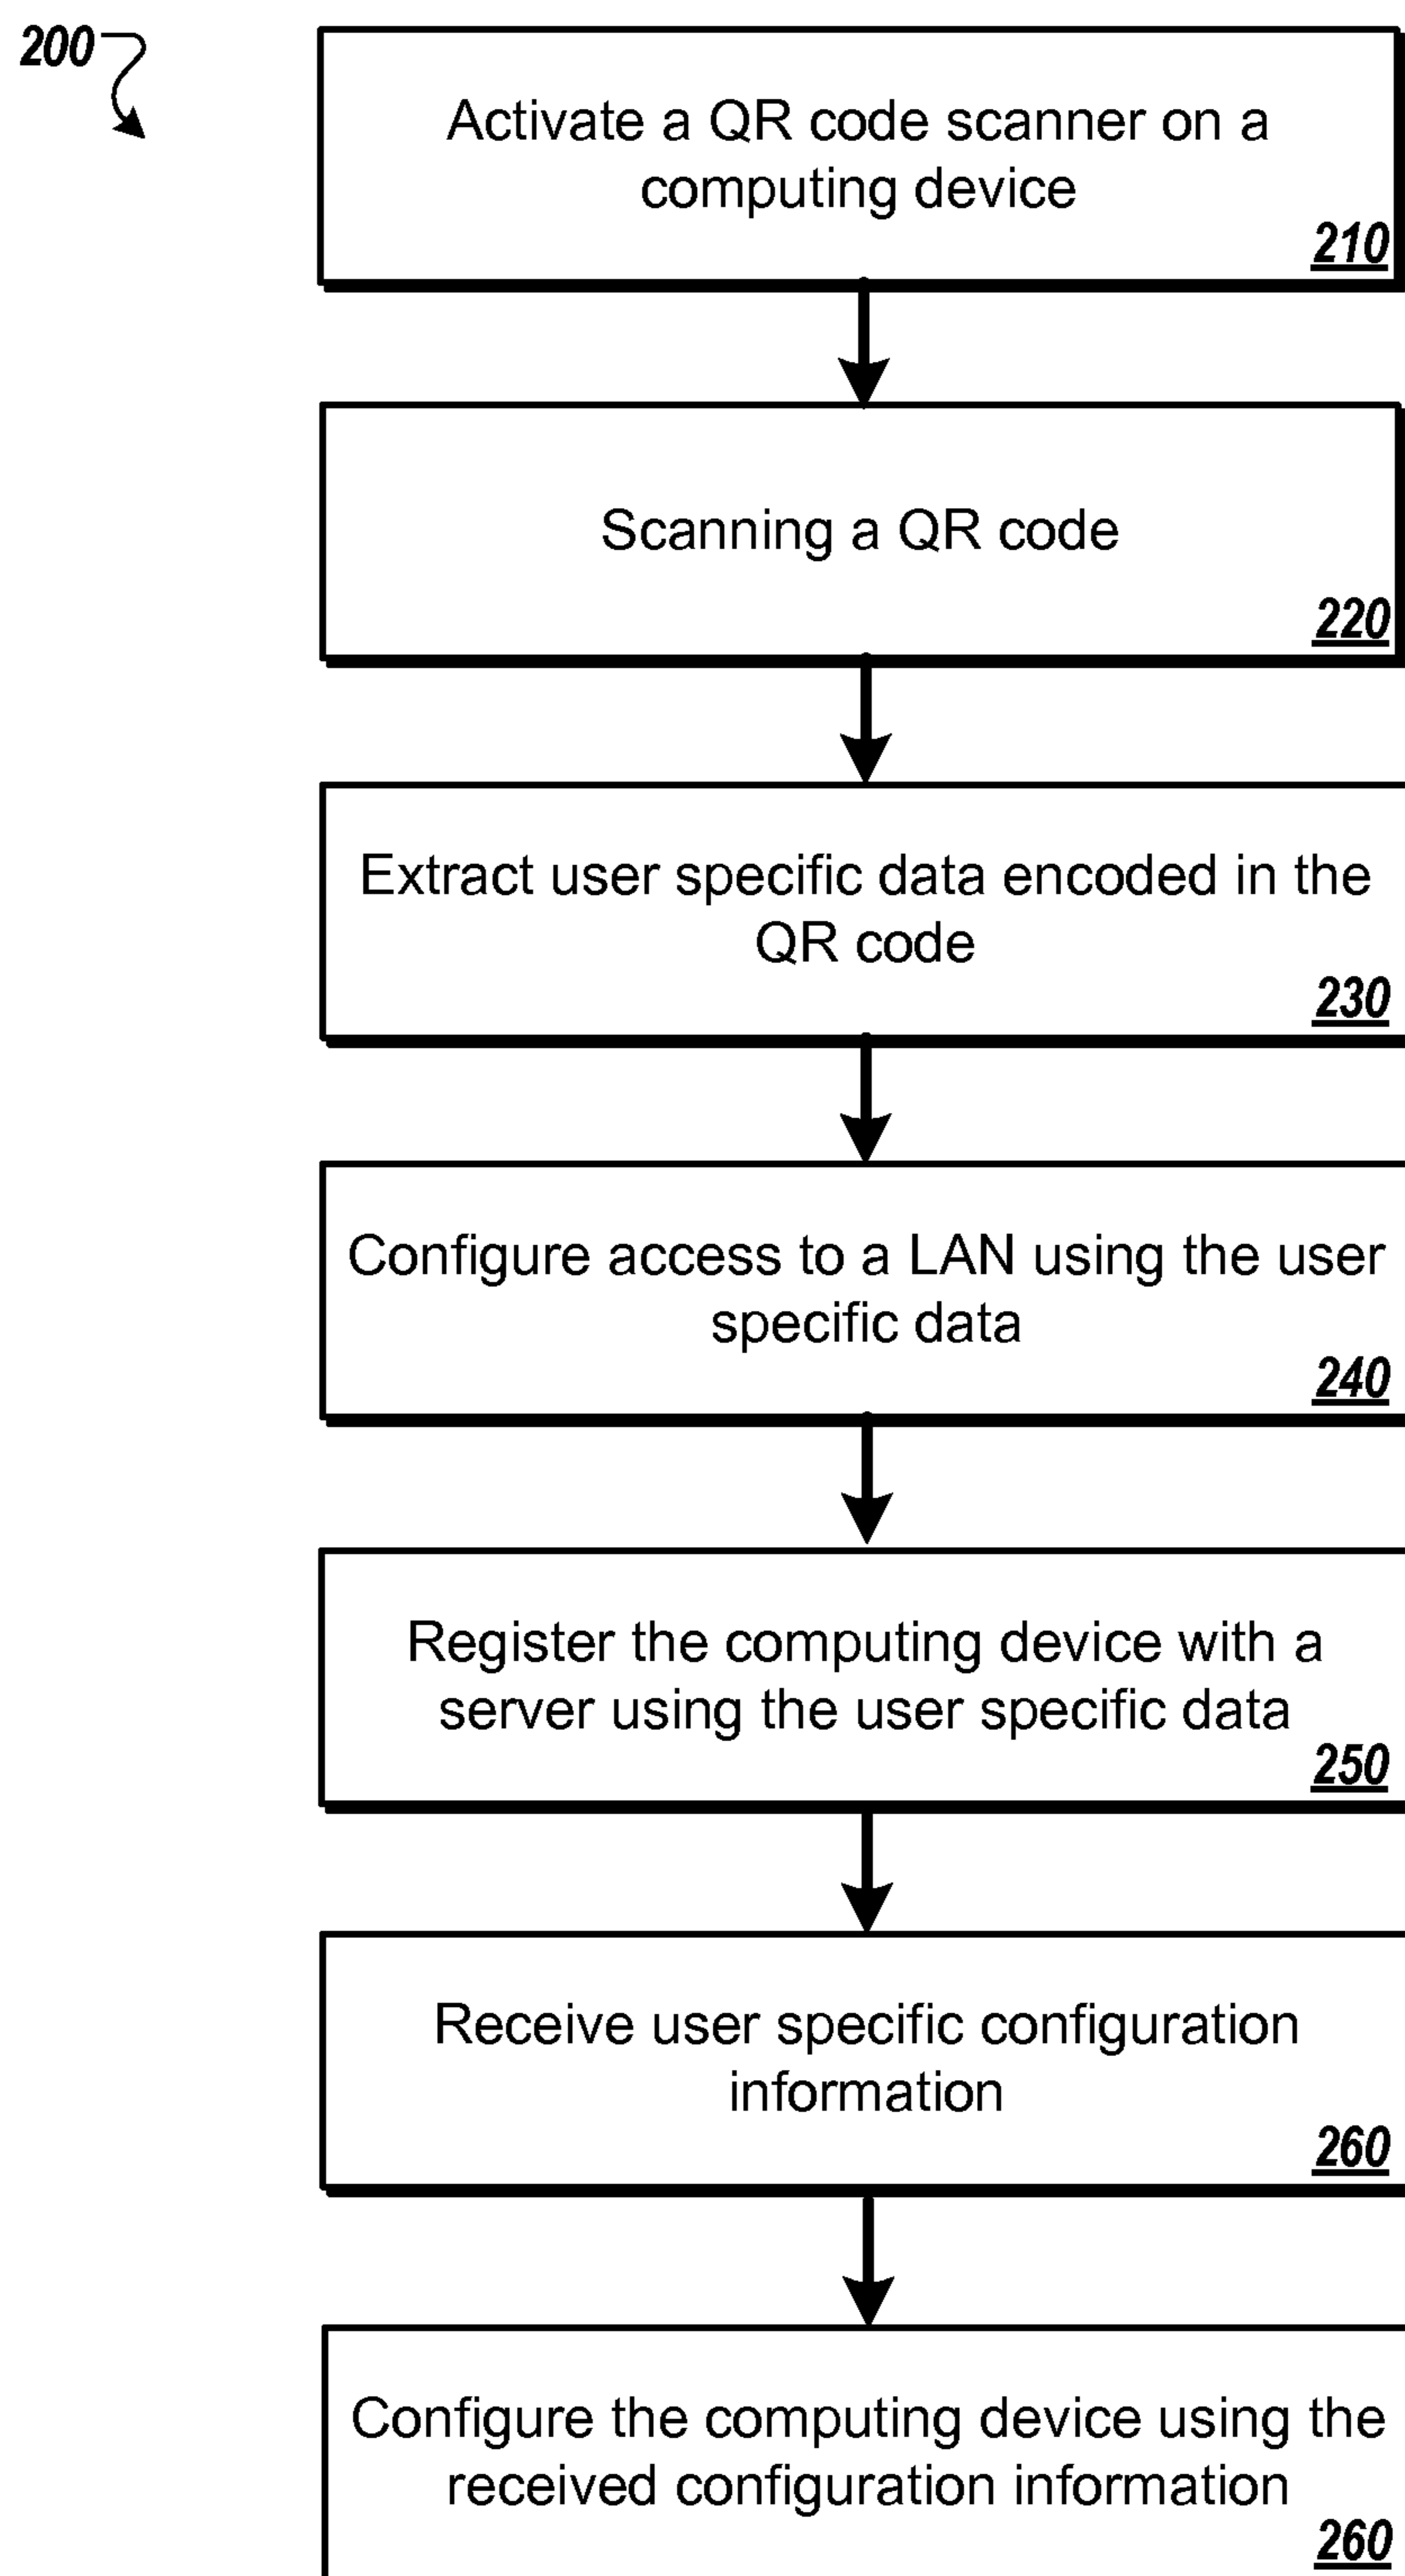 200
Activate a QR code scanner on a
computing device
210
Scanning a QR code
220
Extract user specific data encoded in the
QR code
230
Configure access to a LAN using the user
specific data
240
Register the computing device with a
server using the user specific data
250
Receive user specific configuration
information
260
Configure the computing device using the
received configuration information
260